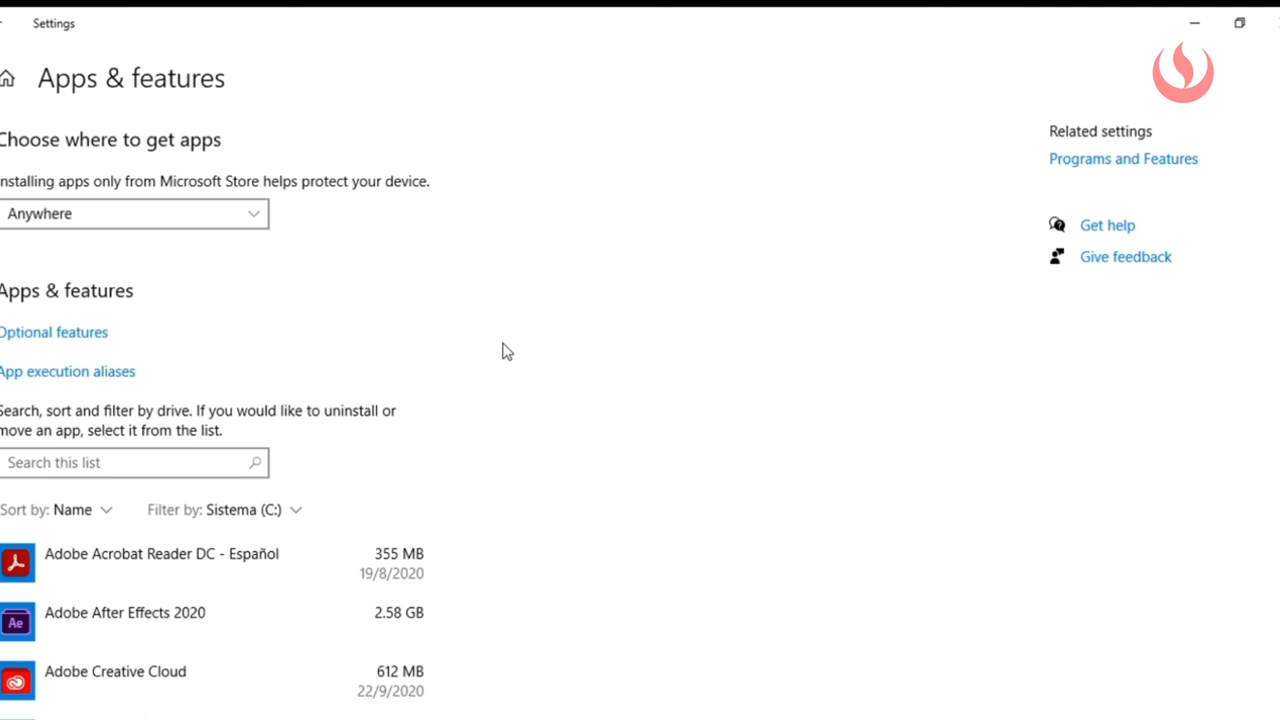 Settings
Apps & features
Choose where to get apps
nstalling apps only from Microsoft Store helps protect your device.
Anywhere
Apps & features
Optional features
App execution aliases
Search, sort and filter by drive. If you would like to uninstall or
move an app, select it from the list.
Search this list
Sort by: Name
Filter by: Sistema (C:)
Adobe Acrobat Reader DC - Español
355 MB
19/8/2020
Ae
Adobe After Effects 2020
2.58 GB
Adobe Creative Cloud
612 MB
22/9/2020
Related settings
Programs and Features
Get help
Give feedback